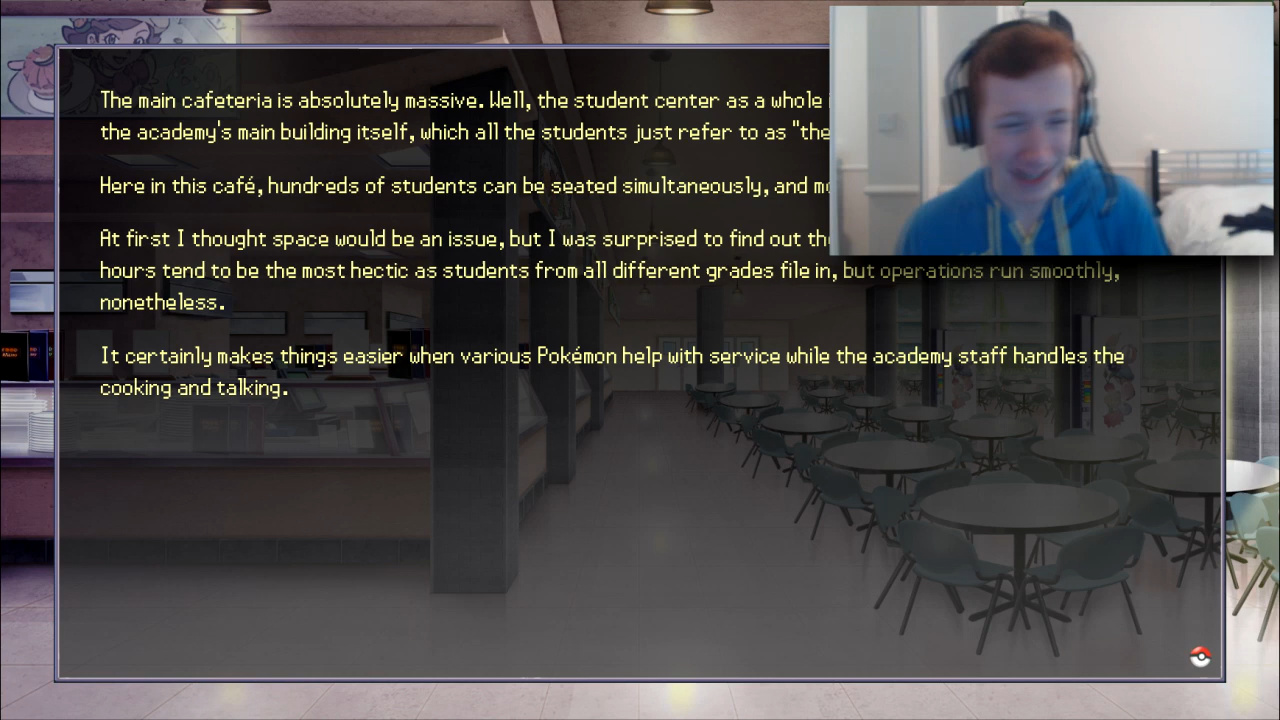 The main cafeteria is absolutely massive. Well, the student center as a whole
the academy's main building itself, which all the students just refer to as "the
Here in this café, hundreds of students can be seated simultaneously, and
At first I thought space would be an issue, but I was surprised to find out
hours tend to be the most hectic as students from all different grades file in, but operations run smoothly,
nonetheless.
It certainly makes things easier when various Pokémon help with service while the academy staff handles the
cooking and talking.